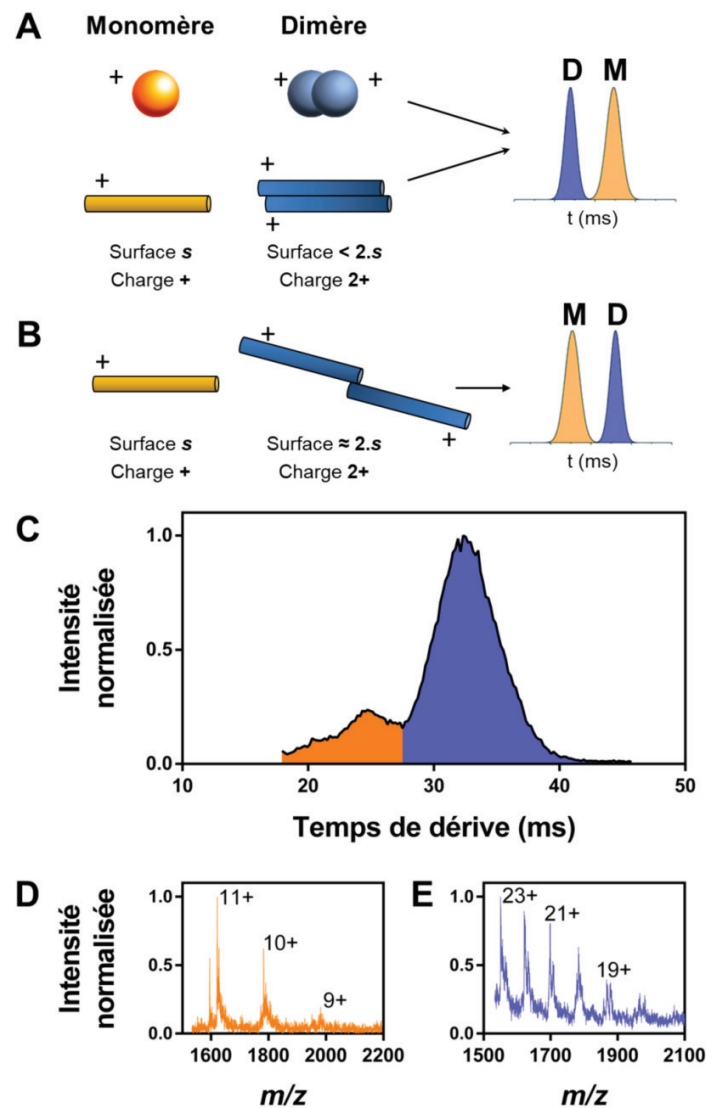 A
Monomère Dimère
+ + +
D M
+ +
+
t (ms)
Surface s Surface < 2.s
Charge + Charge 2+
B
M D
+ +
+
Surface s Surface ≈ 2.s
Charge + Charge 2+
t (ms)
C
Intensité
normalisée
1.0
0.5
0.0
10 20 30 40 50
Temps de dérive (ms)
D
Intensité
normalisée
1.0
0.5
0.0
11+
10+
9+
1600 1800 2000 2200
m/z
E
1.0
0.5
0.0
23+
21+
19+
1500 1700 1900 2100
m/z